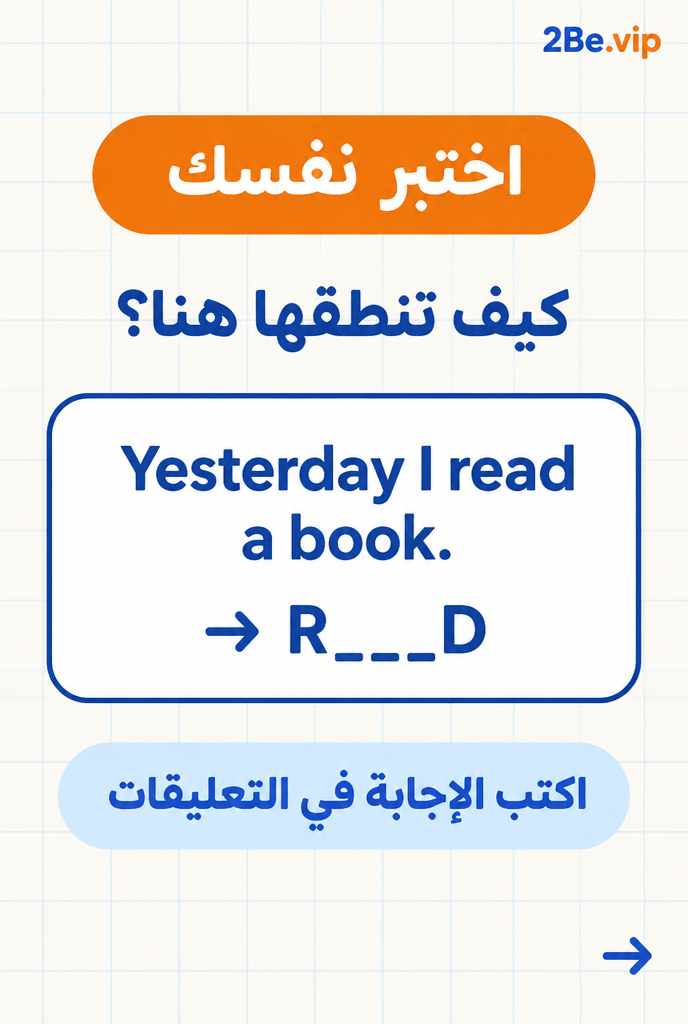 2Be.vip
اختبر نفسك
كيف تنطقها هنا؟
Yesterday I read
a book.
→ R___D
اكتب الإجابة في التعليقات
→